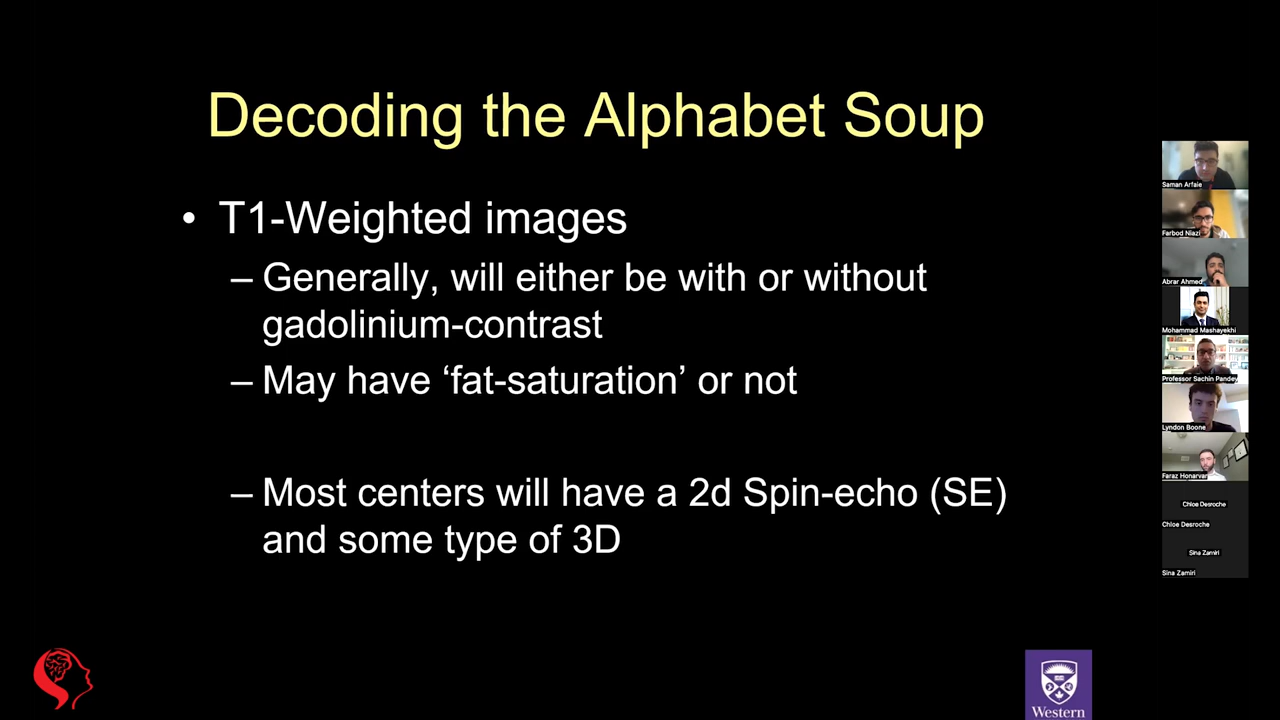 Decoding the Alphabet Soup
• T1-Weighted images
– Generally, will either be with or without
gadolinium-contrast
– May have ‘fat-saturation’ or not
– Most centers will have a 2d Spin-echo (SE)
and some type of 3D
Saman Arfaie
Farbod Niazi
Abrar Ahmed
Mohammad Mashayekhi
Professor Sachin Pandey
Lyndon Boone
Faraz Honarvar
Chloe Desroche
Chloe Desroche
Sina Zamiri
Sina Zamiri
Western